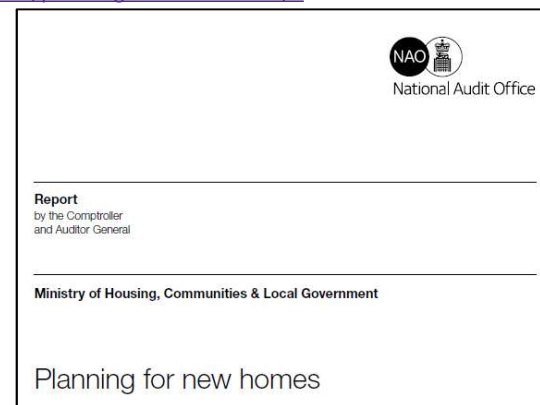 NAO
National Audit Office
Report
by the Comptroller
and Auditor General
Ministry of Housing, Communities & Local Government
Planning for new homes